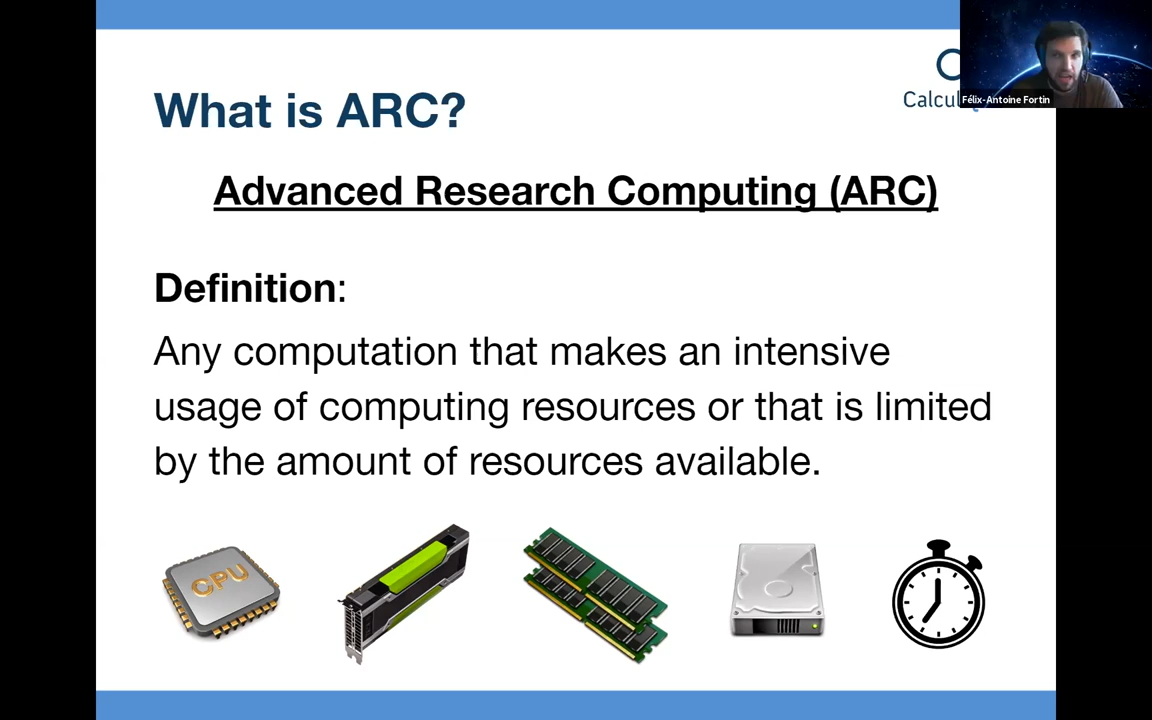 What is ARC?
Calcul
Félix-Antoine Fortin
Advanced Research Computing (ARC)
Definition:
Any computation that makes an intensive
usage of computing resources or that is limited
by the amount of resources available.
CPU